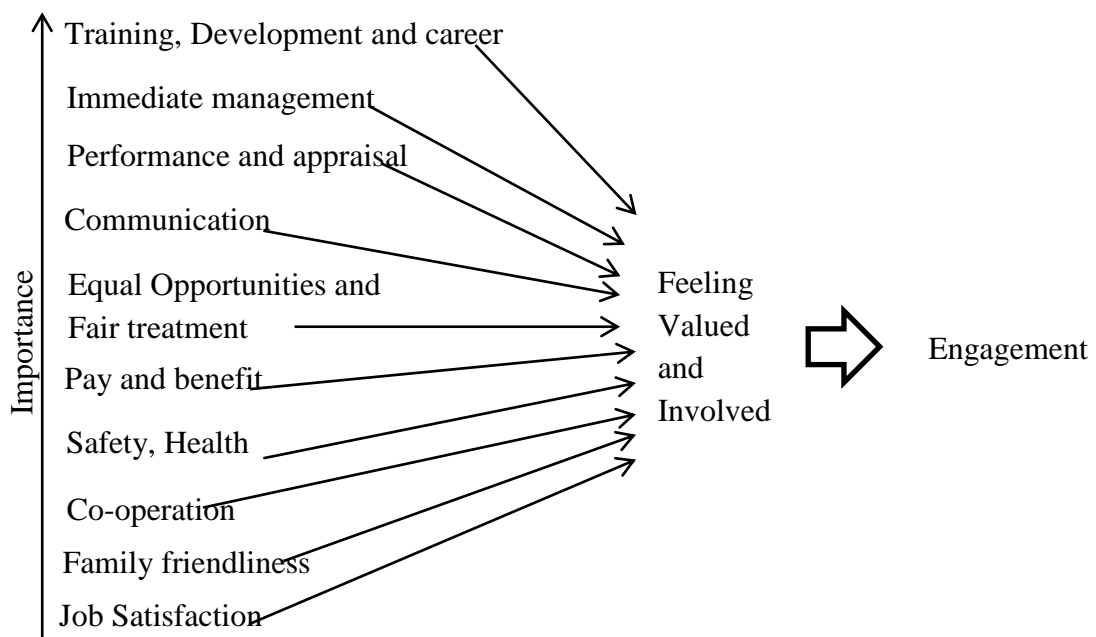 Training, Development and career
Immediate management
Performance and appraisal
Communication
Equal Opportunities and
Fair treatment
Pay and benefit
Safety, Health
Co-operation
Family friendliness
Job Satisfaction
Importance
Feeling
Valued
and
Involved
Engagement